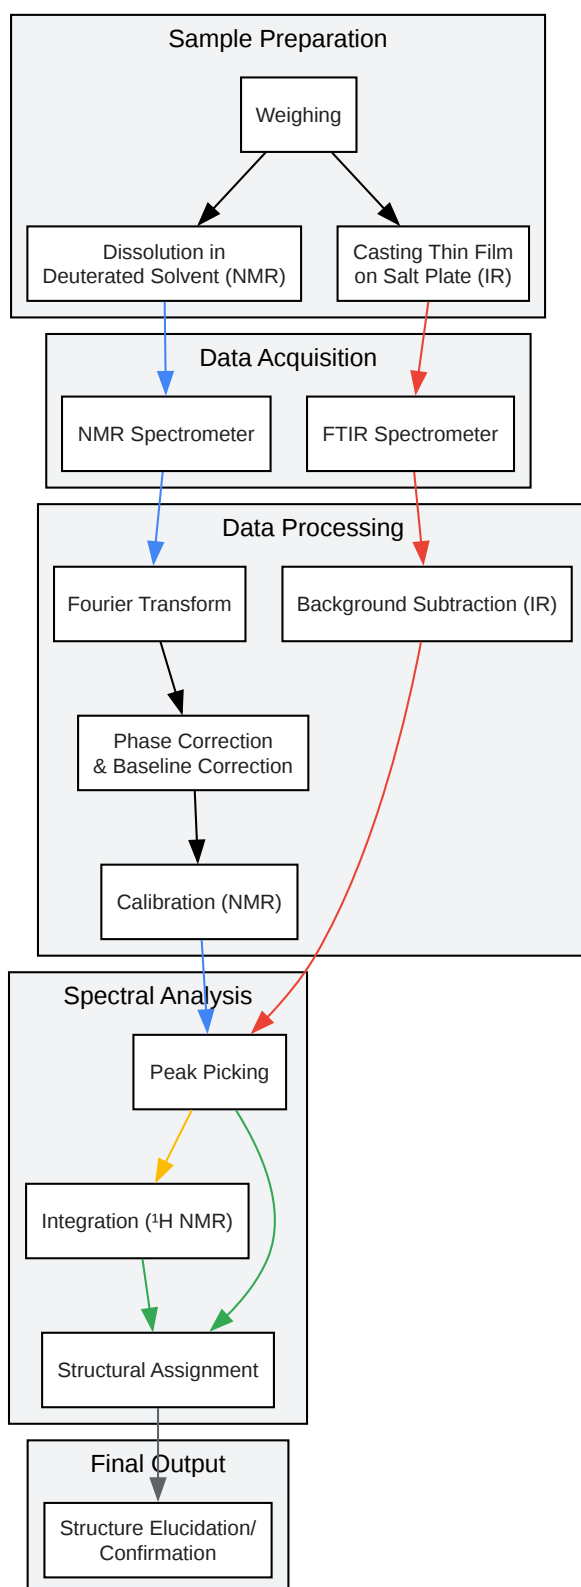 Sample Preparation
Weighing
Dissolution in
Deuterated Solvent (NMR)
Casting Thin Film
on Salt Plate (IR)
Data Acquisition
NMR Spectrometer
FTIR Spectrometer
Data Processing
Fourier Transform
Background Subtraction (IR)
Phase Correction
& Baseline Correction
Calibration (NMR)
Spectral Analysis
Peak Picking
Integration (¹H NMR)
Structural Assignment
Final Output
Structure Elucidation/
Confirmation